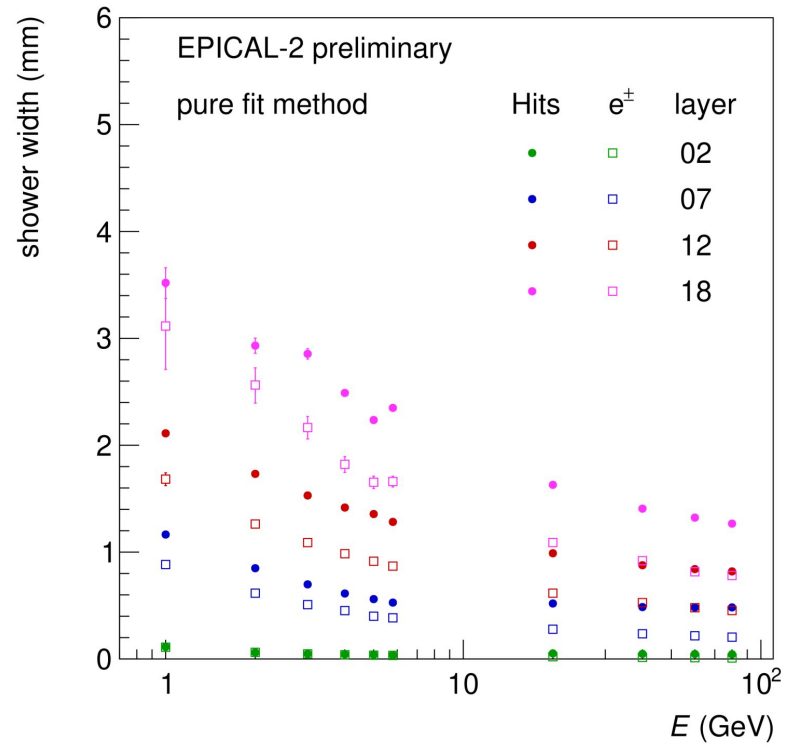 EPICAL-2 preliminary
pure fit method
Hits e± layer
02
07
12
18
shower width (mm)
6
5
4
3
2
1
0
1 10 10²
E (GeV)